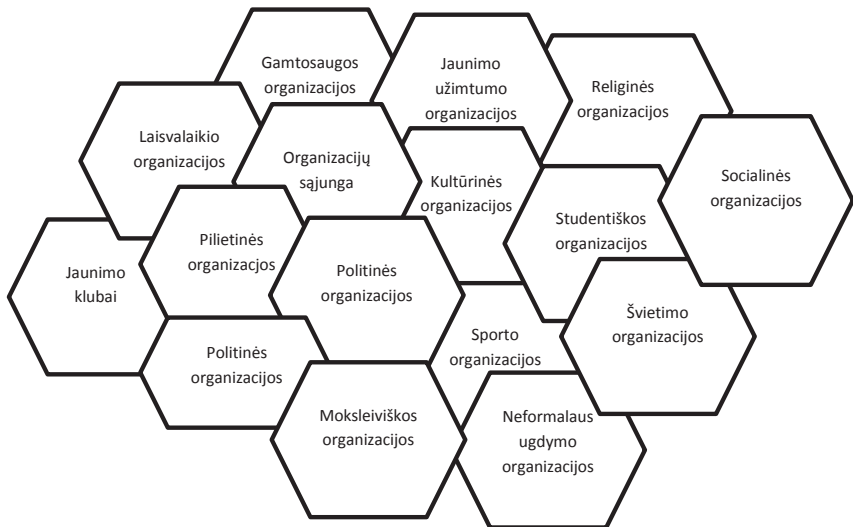 Gamtosaugos
organizacijos
Jaunimo
užimtumo
organizacijos
Religinės
organizacijos
Laisvalaikio
organizacijos
Organizacijų
sąjunga
Kultūrinės
organizacijos
Studentiškos
organizacijos
Socialinės
organizacijos
Jaunimo
klubai
Pilietinės
organizacjos
Politinės
organizacijos
Švietimo
organizacijos
Politinės
organizacijos
Sporto
organizacijos
Moksleiviškos
organizacijos
Neformalaus
ugdymo
organizacijos